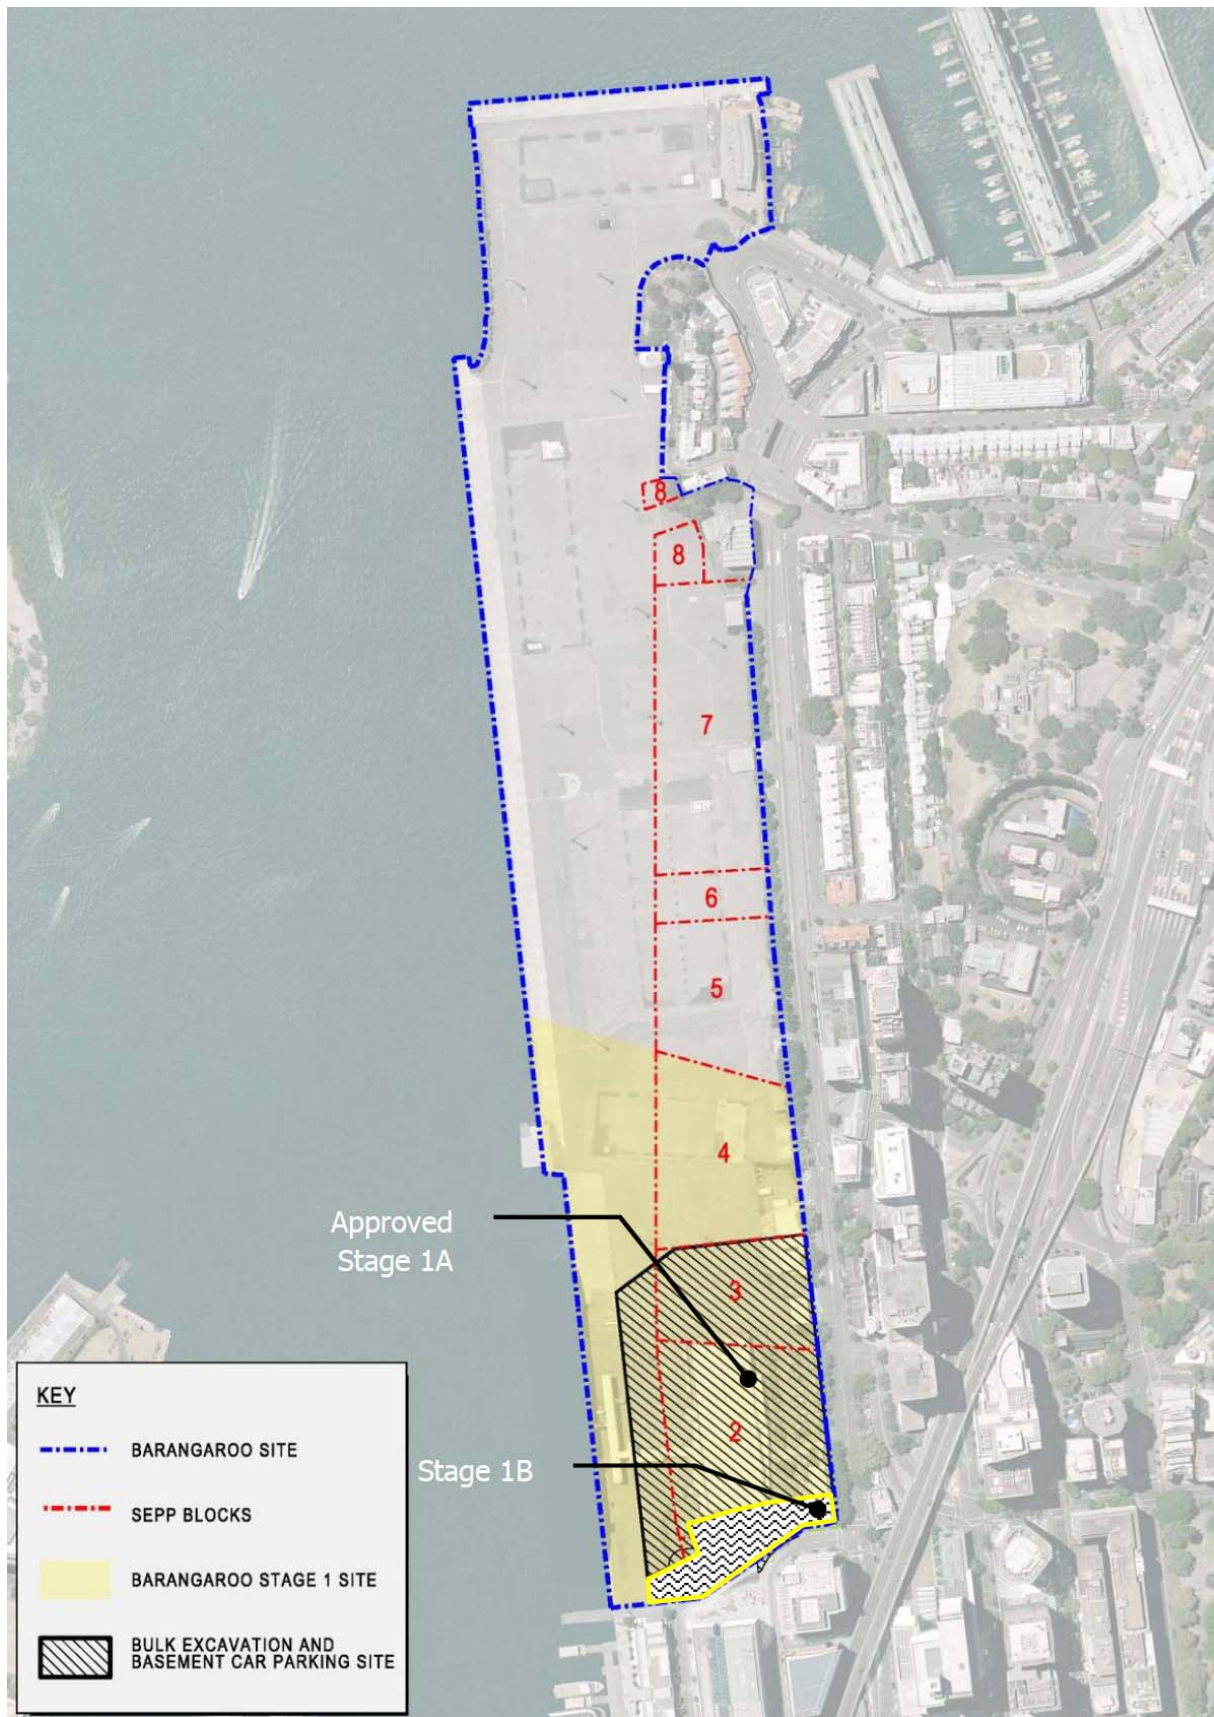 8
8
7
6
5
4
Approved
Stage 1A
3
2
Stage 1B
KEY
BARANGAROO SITE
SEPP BLOCKS
BARANGAROO STAGE 1 SITE
BULK EXCAVATION AND
BASEMENT CAR PARKING SITE